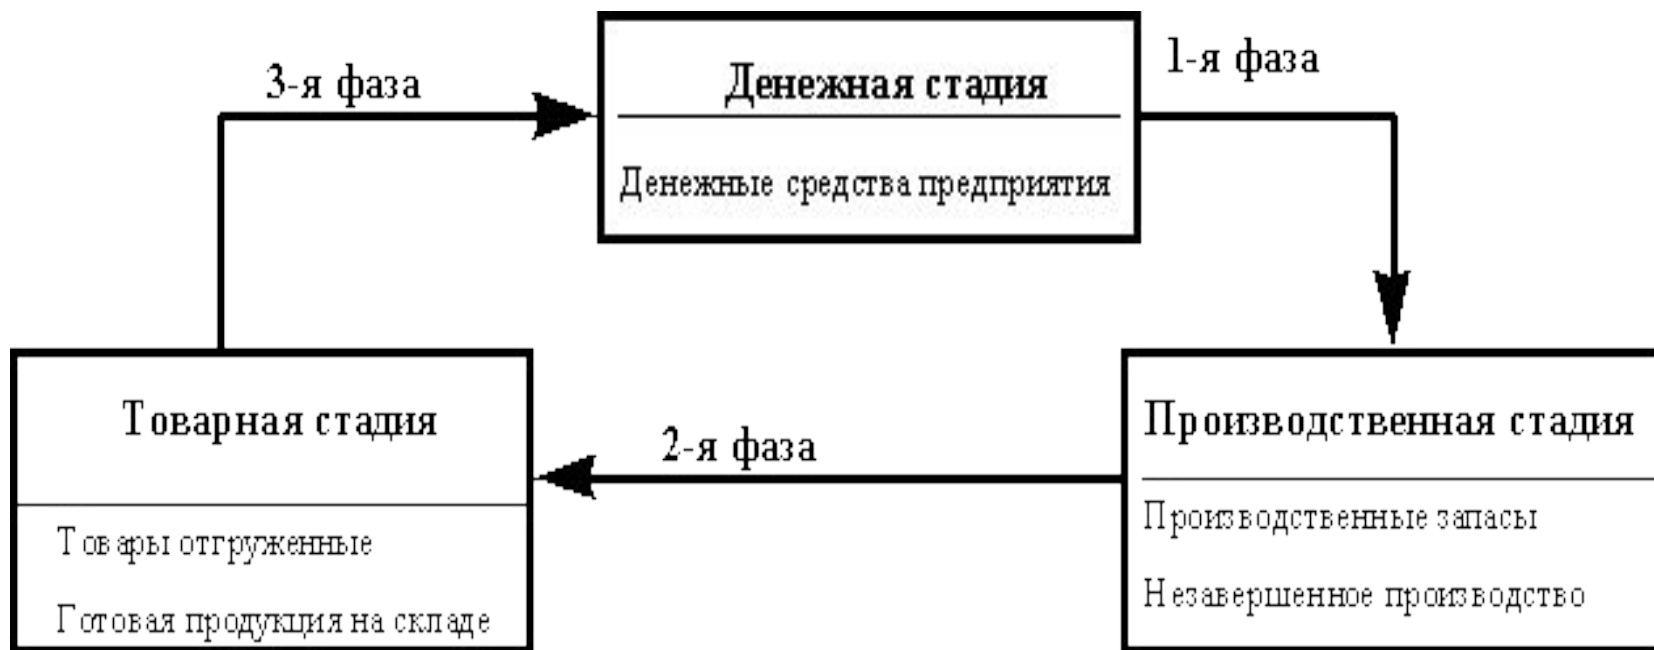 3-я фаза
Денежная стадия
1-я фаза
Денежные средства предприятия
Товарная стадия
2-я фаза
Производственная стадия
Товары отгруженные
Готовая продукция на складе
Производственные запасы
Незавершенное производство